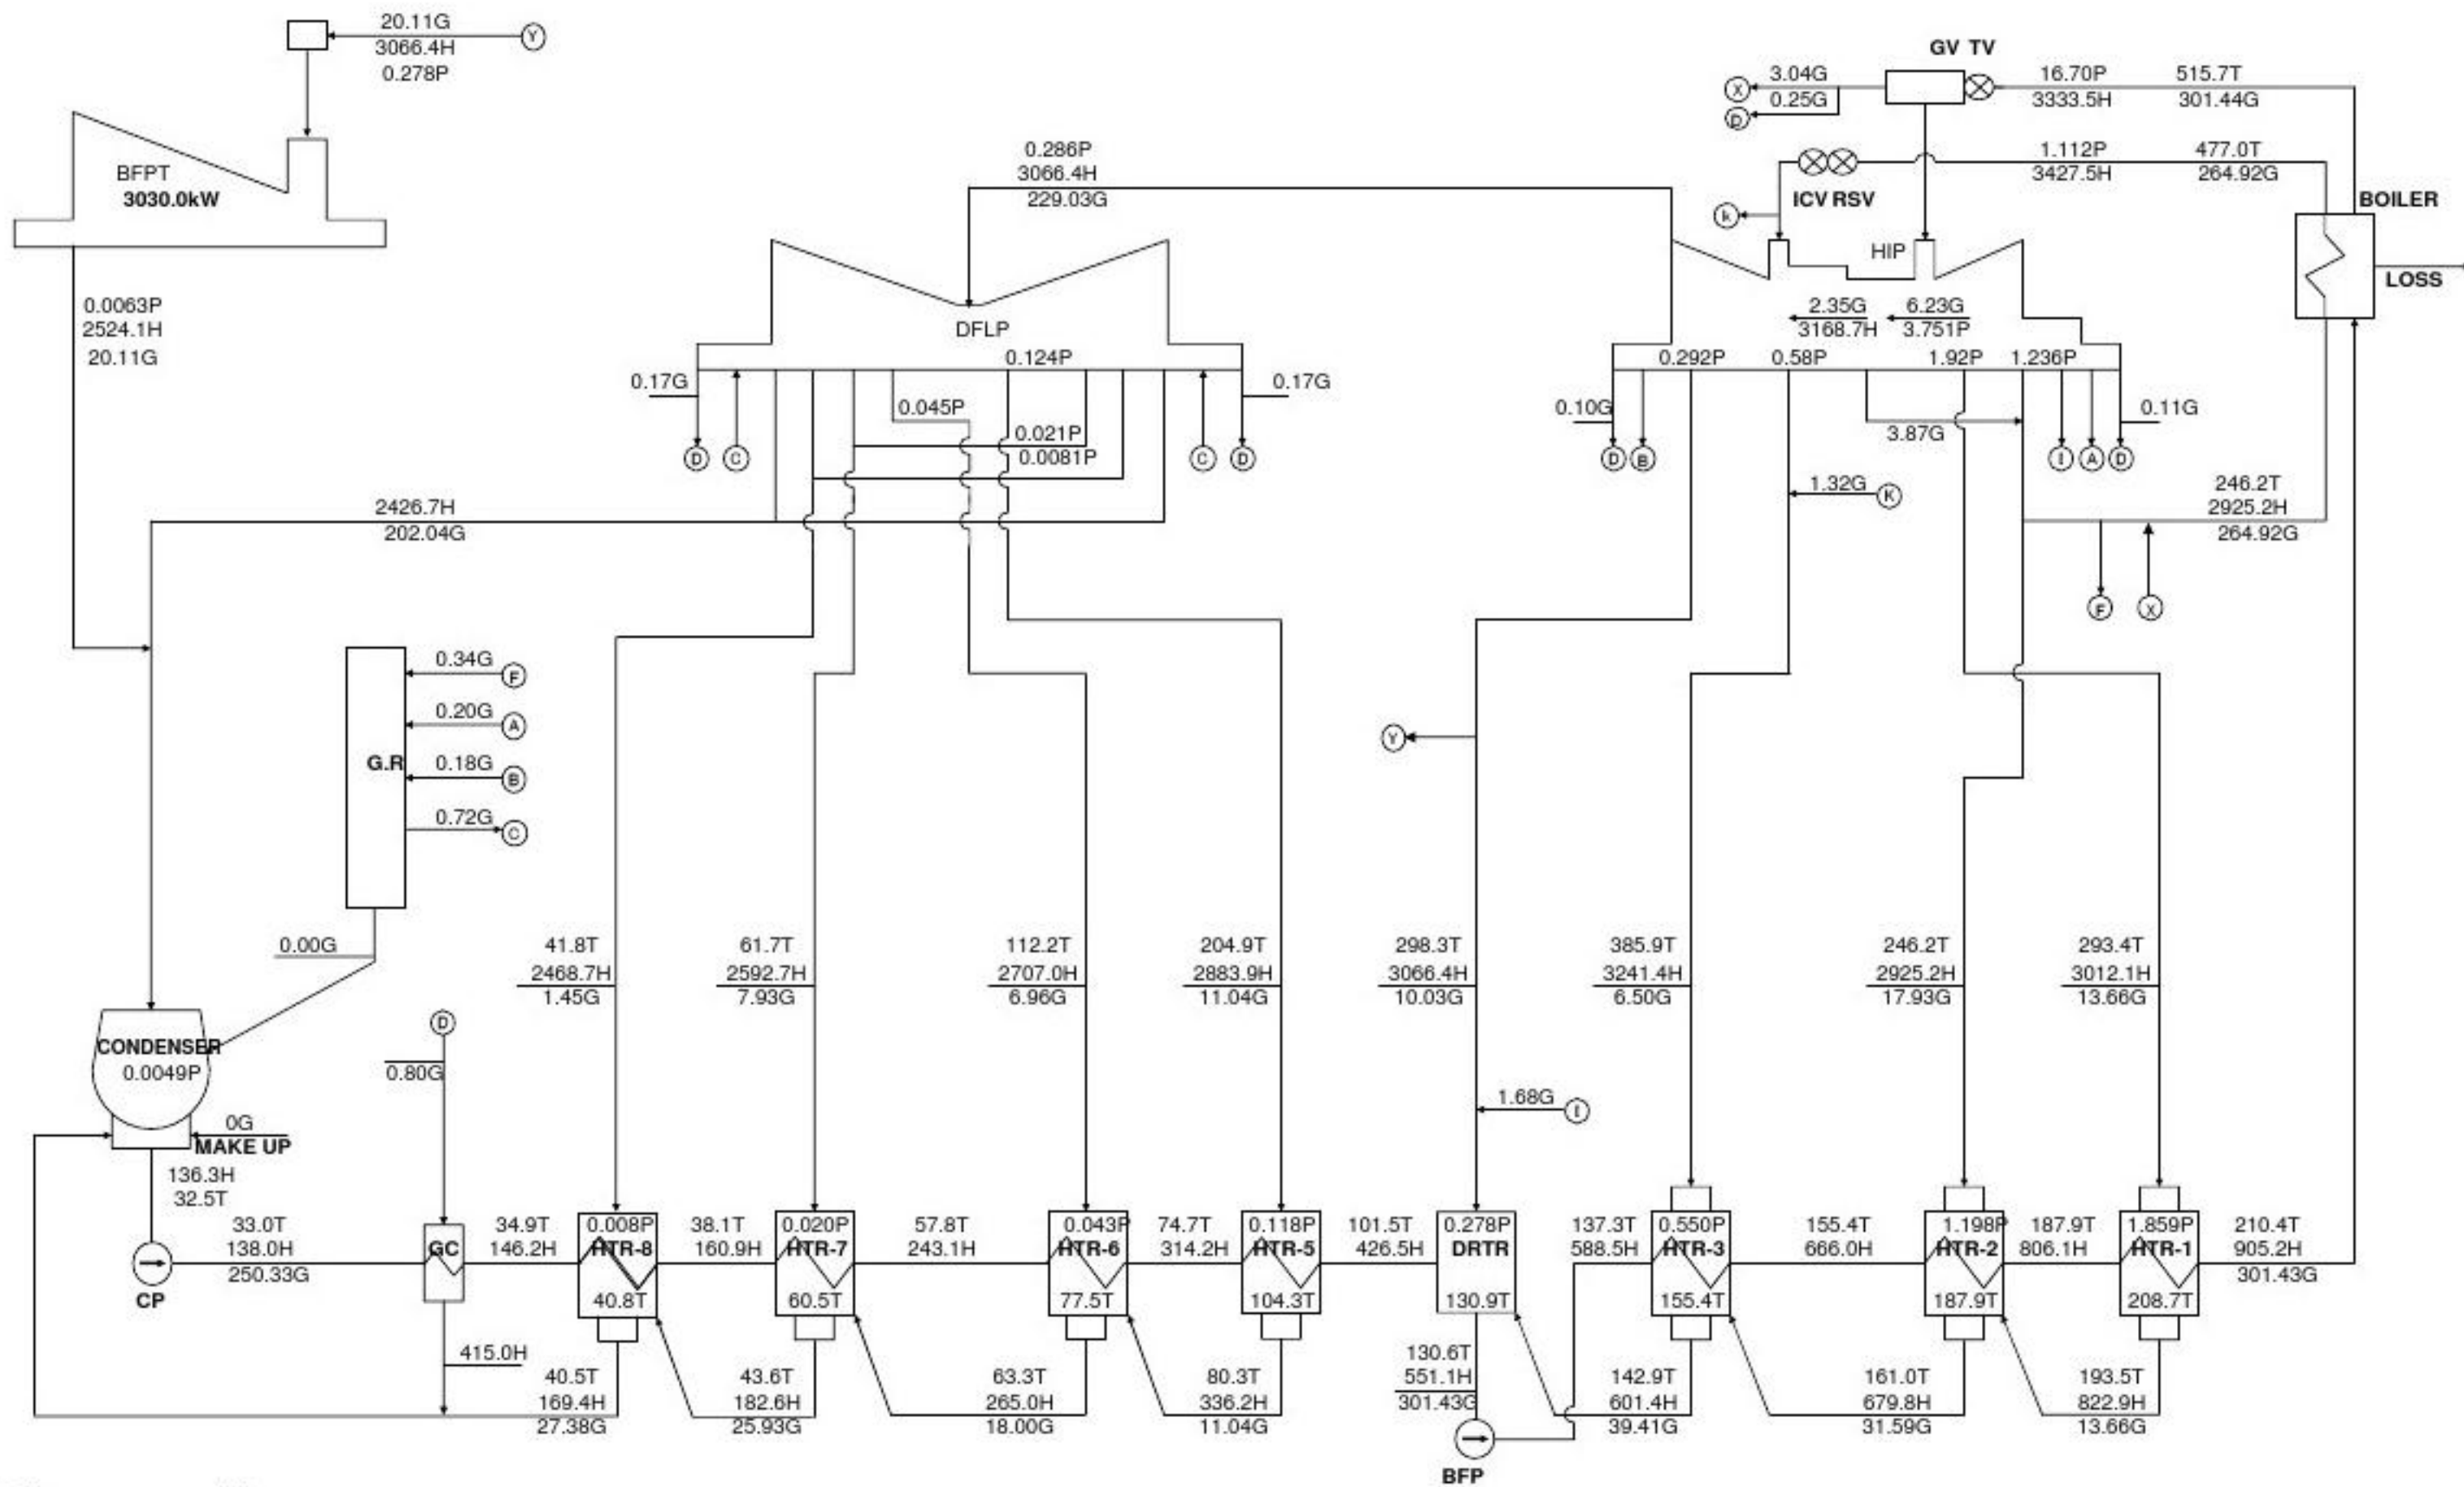 20.11G
3066.4H
0.278P
Y
BFPT
3030.0kW
0.0063P
2524.1H
20.11G
0.286P
3066.4H
229.03G
GV TV
3.04G
X
0.25G
D
16.70P
3333.5H
515.7T
301.44G
1.112P
3427.5H
477.0T
264.92G
ICV RSV
k
BOILER
LOSS
HIP
2.35G
3168.7H
6.23G
3.751P
0.292P
0.58P
1.92P
1.236P
DFLP
0.124P
0.17G
0.17G
0.045P
0.021P
0.0081P
D
C
C
D
0.10G
D
B
3.87G
0.11G
I
A
D
1.32G
K
246.2T
2925.2H
264.92G
F
X
2426.7H
202.04G
G.R
0.34G
F
0.20G
A
0.18G
B
0.72G
C
0.00G
Y
41.8T
2468.7H
1.45G
61.7T
2592.7H
7.93G
112.2T
2707.0H
6.96G
204.9T
2883.9H
11.04G
298.3T
3066.4H
10.03G
385.9T
3241.4H
6.50G
246.2T
2925.2H
17.93G
293.4T
3012.1H
13.66G
CONDENSER
0.0049P
D
0.80G
1.68G
I
0G
MAKE UP
136.3H
32.5T
33.0T
138.0H
250.33G
CP
GC
34.9T
146.2H
0.008P
HTR-8
40.8T
38.1T
160.9H
0.020P
HTR-7
60.5T
57.8T
243.1H
0.043P
HTR-6
77.5T
74.7T
314.2H
0.118P
HTR-5
104.3T
101.5T
426.5H
0.278P
DRTR
130.9T
137.3T
588.5H
0.550P
HTR-3
155.4T
155.4T
666.0H
1.198P
HTR-2
187.9T
187.9T
806.1H
1.859P
HTR-1
208.7T
210.4T
905.2H
301.43G
415.0H
40.5T
169.4H
27.38G
43.6T
182.6H
25.93G
63.3T
265.0H
18.00G
80.3T
336.2H
11.04G
130.6T
551.1H
301.43G
BFP
142.9T
601.4H
39.41G
161.0T
679.8H
31.59G
193.5T
822.9H
13.66G